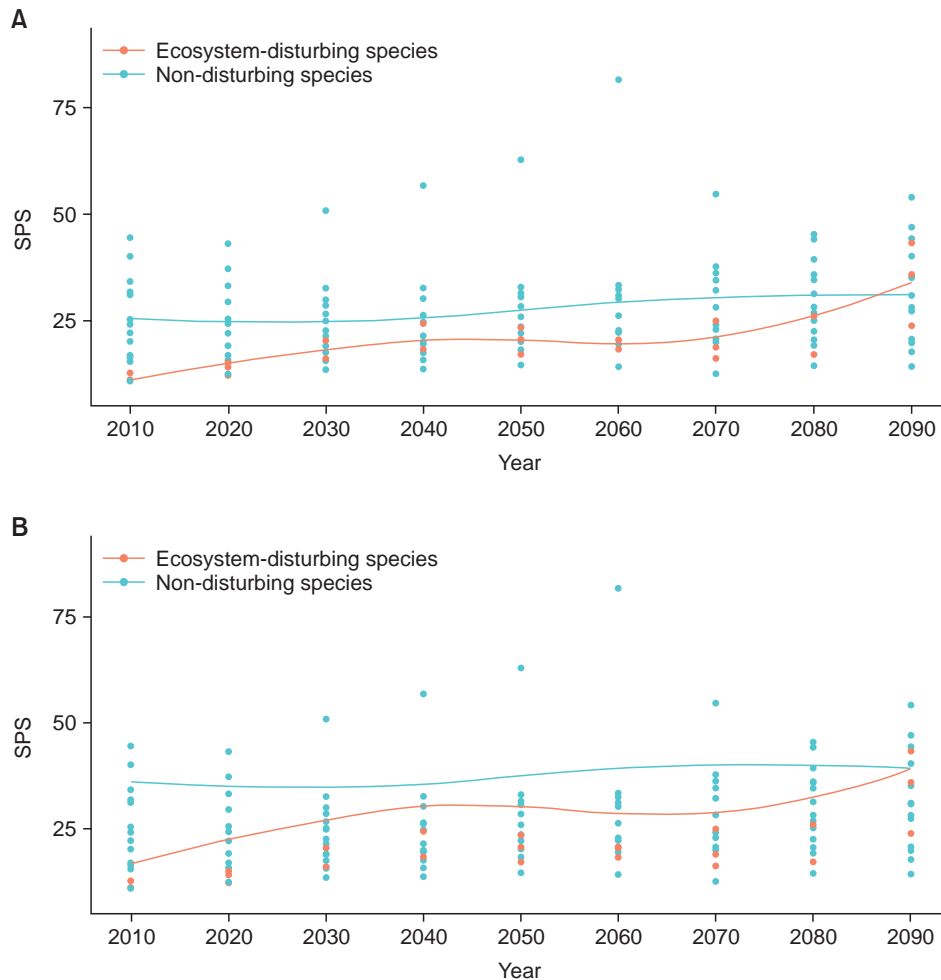 A
Ecosystem-disturbing species
Non-disturbing species
75
50
25
SPS
2010 2020 2030 2040 2050 2060 2070 2080 2090
Year
B
Ecosystem-disturbing species
Non-disturbing species
75
50
25
SPS
2010 2020 2030 2040 2050 2060 2070 2080 2090
Year